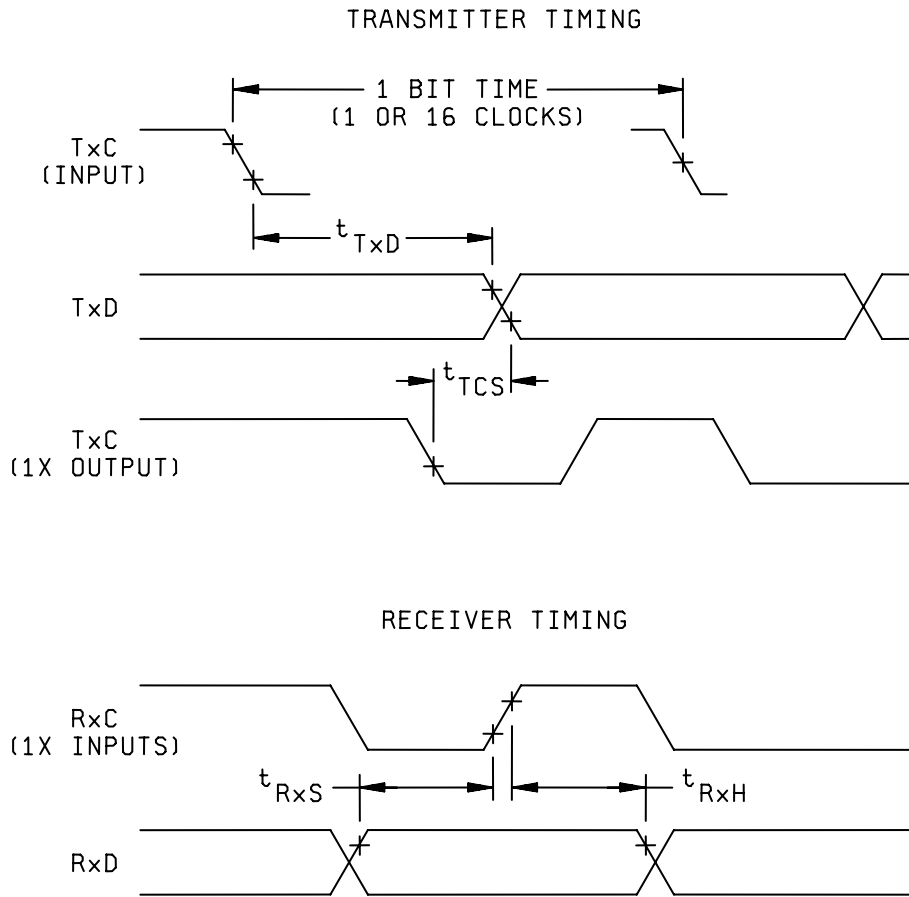 TRANSMITTER TIMING
1 BIT TIME
(1 OR 16 CLOCKS)
TxC
(INPUT)
tTxD
TxD
tTCS
TxC
(1X OUTPUT)
RECEIVER TIMING
RxC
(1X INPUTS)
tRxS
tRxH
RxD